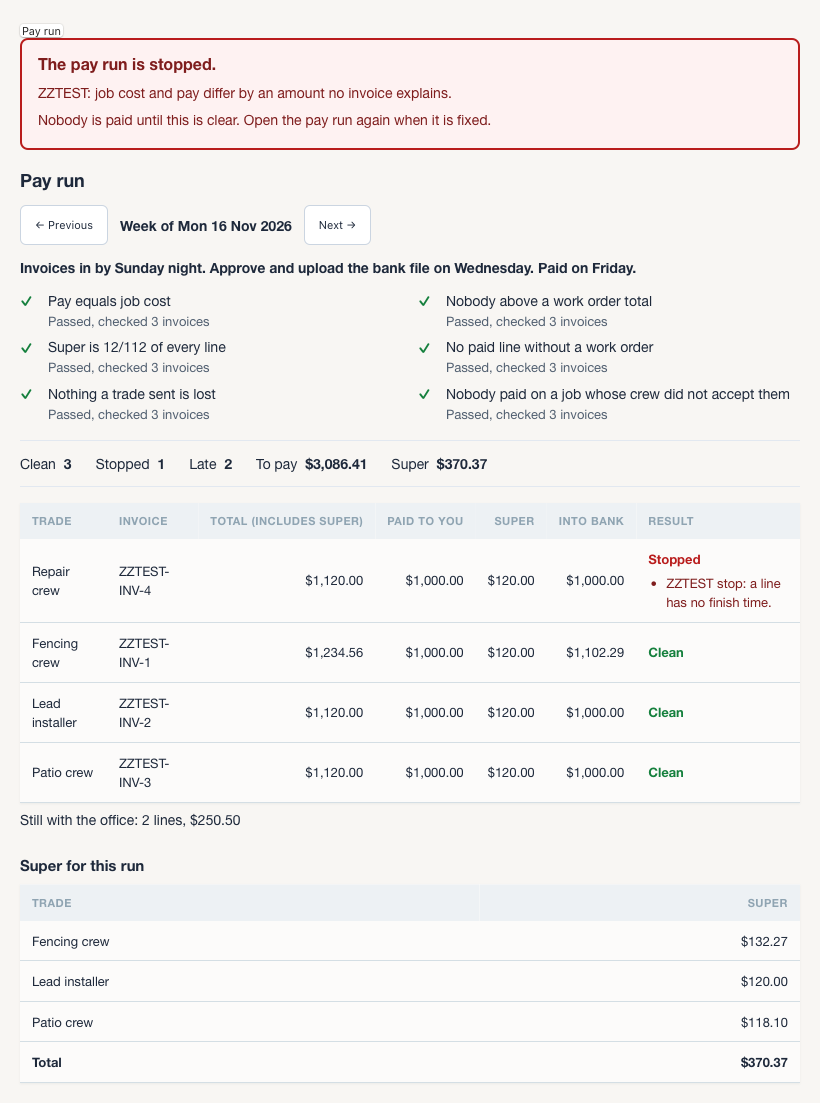 Pay run
The pay run is stopped.
ZZTEST: job cost and pay differ by an amount no invoice explains.
Nobody is paid until this is clear. Open the pay run again when it is fixed.
Pay run
← Previous
Week of Mon 16 Nov 2026
Next →
Invoices in by Sunday night. Approve and upload the bank file on Wednesday. Paid on Friday.
Pay equals job cost
Passed, checked 3 invoices
Nobody above a work order total
Passed, checked 3 invoices
Super is 12/112 of every line
Passed, checked 3 invoices
No paid line without a work order
Passed, checked 3 invoices
Nothing a trade sent is lost
Passed, checked 3 invoices
Nobody paid on a job whose crew did not accept them
Passed, checked 3 invoices
Clean 3 Stopped 1 Late 2 To pay $3,086.41 Super $370.37
TRADE INVOICE TOTAL (INCLUDES SUPER) PAID TO YOU SUPER INTO BANK RESULT
Repair crew ZZTEST-INV-4 $1,120.00 $1,000.00 $120.00 $1,000.00 Stopped
• ZZTEST stop: a line
has no finish time.
Fencing crew ZZTEST-INV-1 $1,234.56 $1,000.00 $120.00 $1,102.29 Clean
Lead installer ZZTEST-INV-2 $1,120.00 $1,000.00 $120.00 $1,000.00 Clean
Patio crew ZZTEST-INV-3 $1,120.00 $1,000.00 $120.00 $1,000.00 Clean
Still with the office: 2 lines, $250.50
Super for this run
TRADE SUPER
Fencing crew $132.27
Lead installer $120.00
Patio crew $118.10
Total $370.37